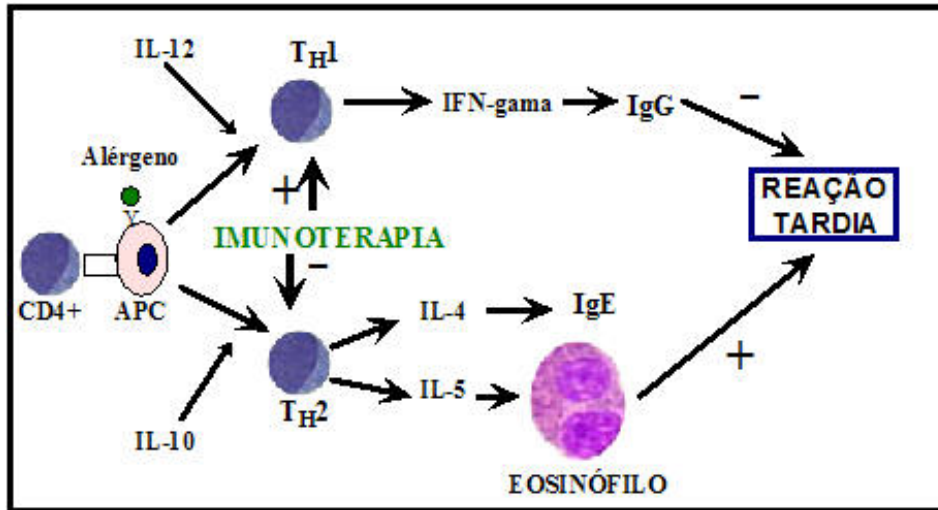 IL-12
TH1
IFN-gama
IgG
−
Alérgeno
Y
+
REAÇÃO
TARDIA
IMUNOTERAPIA
−
CD4+
APC
IL-4
IgE
+
IL-5
TH2
IL-10
EOSINÓFILO